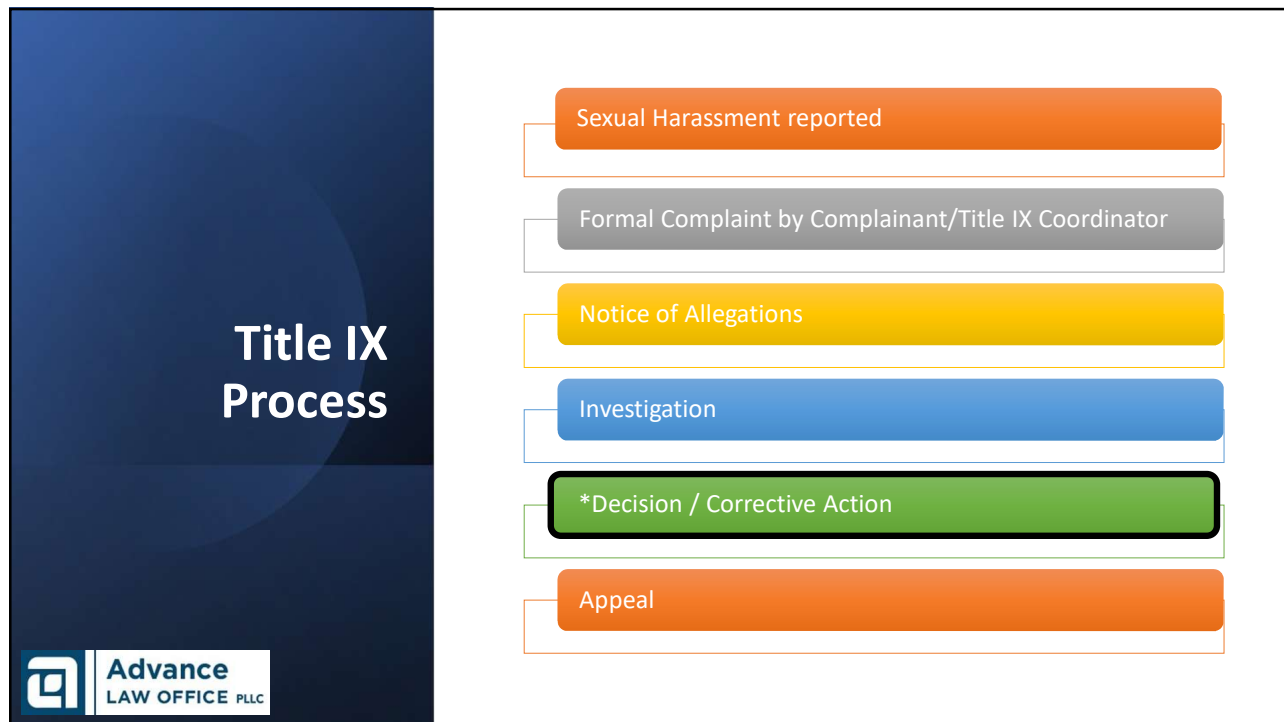 Title IX
Process
Sexual Harassment reported
Formal Complaint by Complainant/Title IX Coordinator
Notice of Allegations
Investigation
*Decision / Corrective Action
Appeal
Advance
LAW OFFICE PLLC